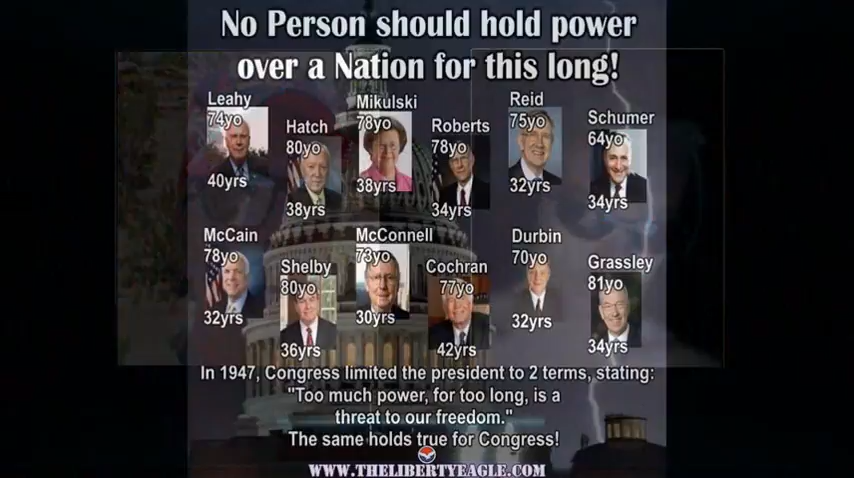 No Person should hold power
over a Nation for this long!
Leahy
74yo
40yrs
Hatch
80yo
38yrs
Mikulski
78yo
38yrs
Roberts
78yo
34yrs
Reid
75yo
32yrs
Schumer
64yo
34yrs
McCain
78yo
32yrs
Shelby
80yo
36yrs
McConnell
73yo
30yrs
Cochran
77yo
42yrs
Durbin
70yo
32yrs
Grassley
81yo
34yrs
In 1947, Congress limited the president to 2 terms, stating:
"Too much power, for too long, is a
threat to our freedom."
The same holds true for Congress!
WWW.THELIBERTYEAGLE.COM